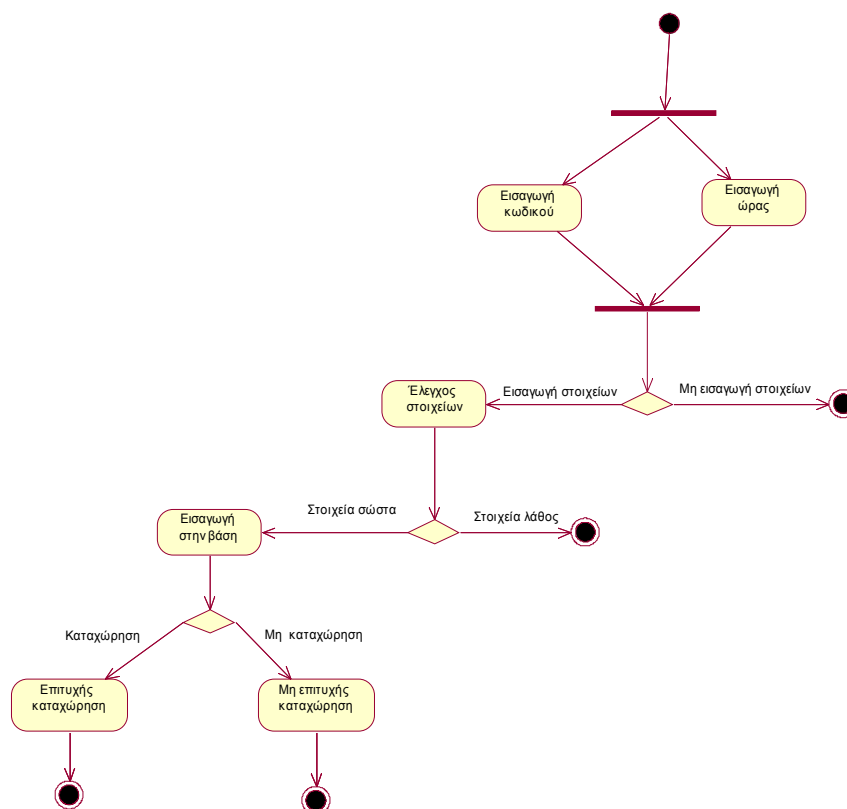 Εισαγωγή
κωδικού
Εισαγωγή
ώρας
Έλεγχος
στοιχείων
Εισαγωγή στοιχείων
Μη εισαγωγή στοιχείων
Εισαγωγή
στην βάση
Στοιχεία σώστα
Στοιχεία λάθος
Καταχώρηση
Μη καταχώρηση
Επιτυχής
καταχώρηση
Μη επιτυχής
καταχώρηση